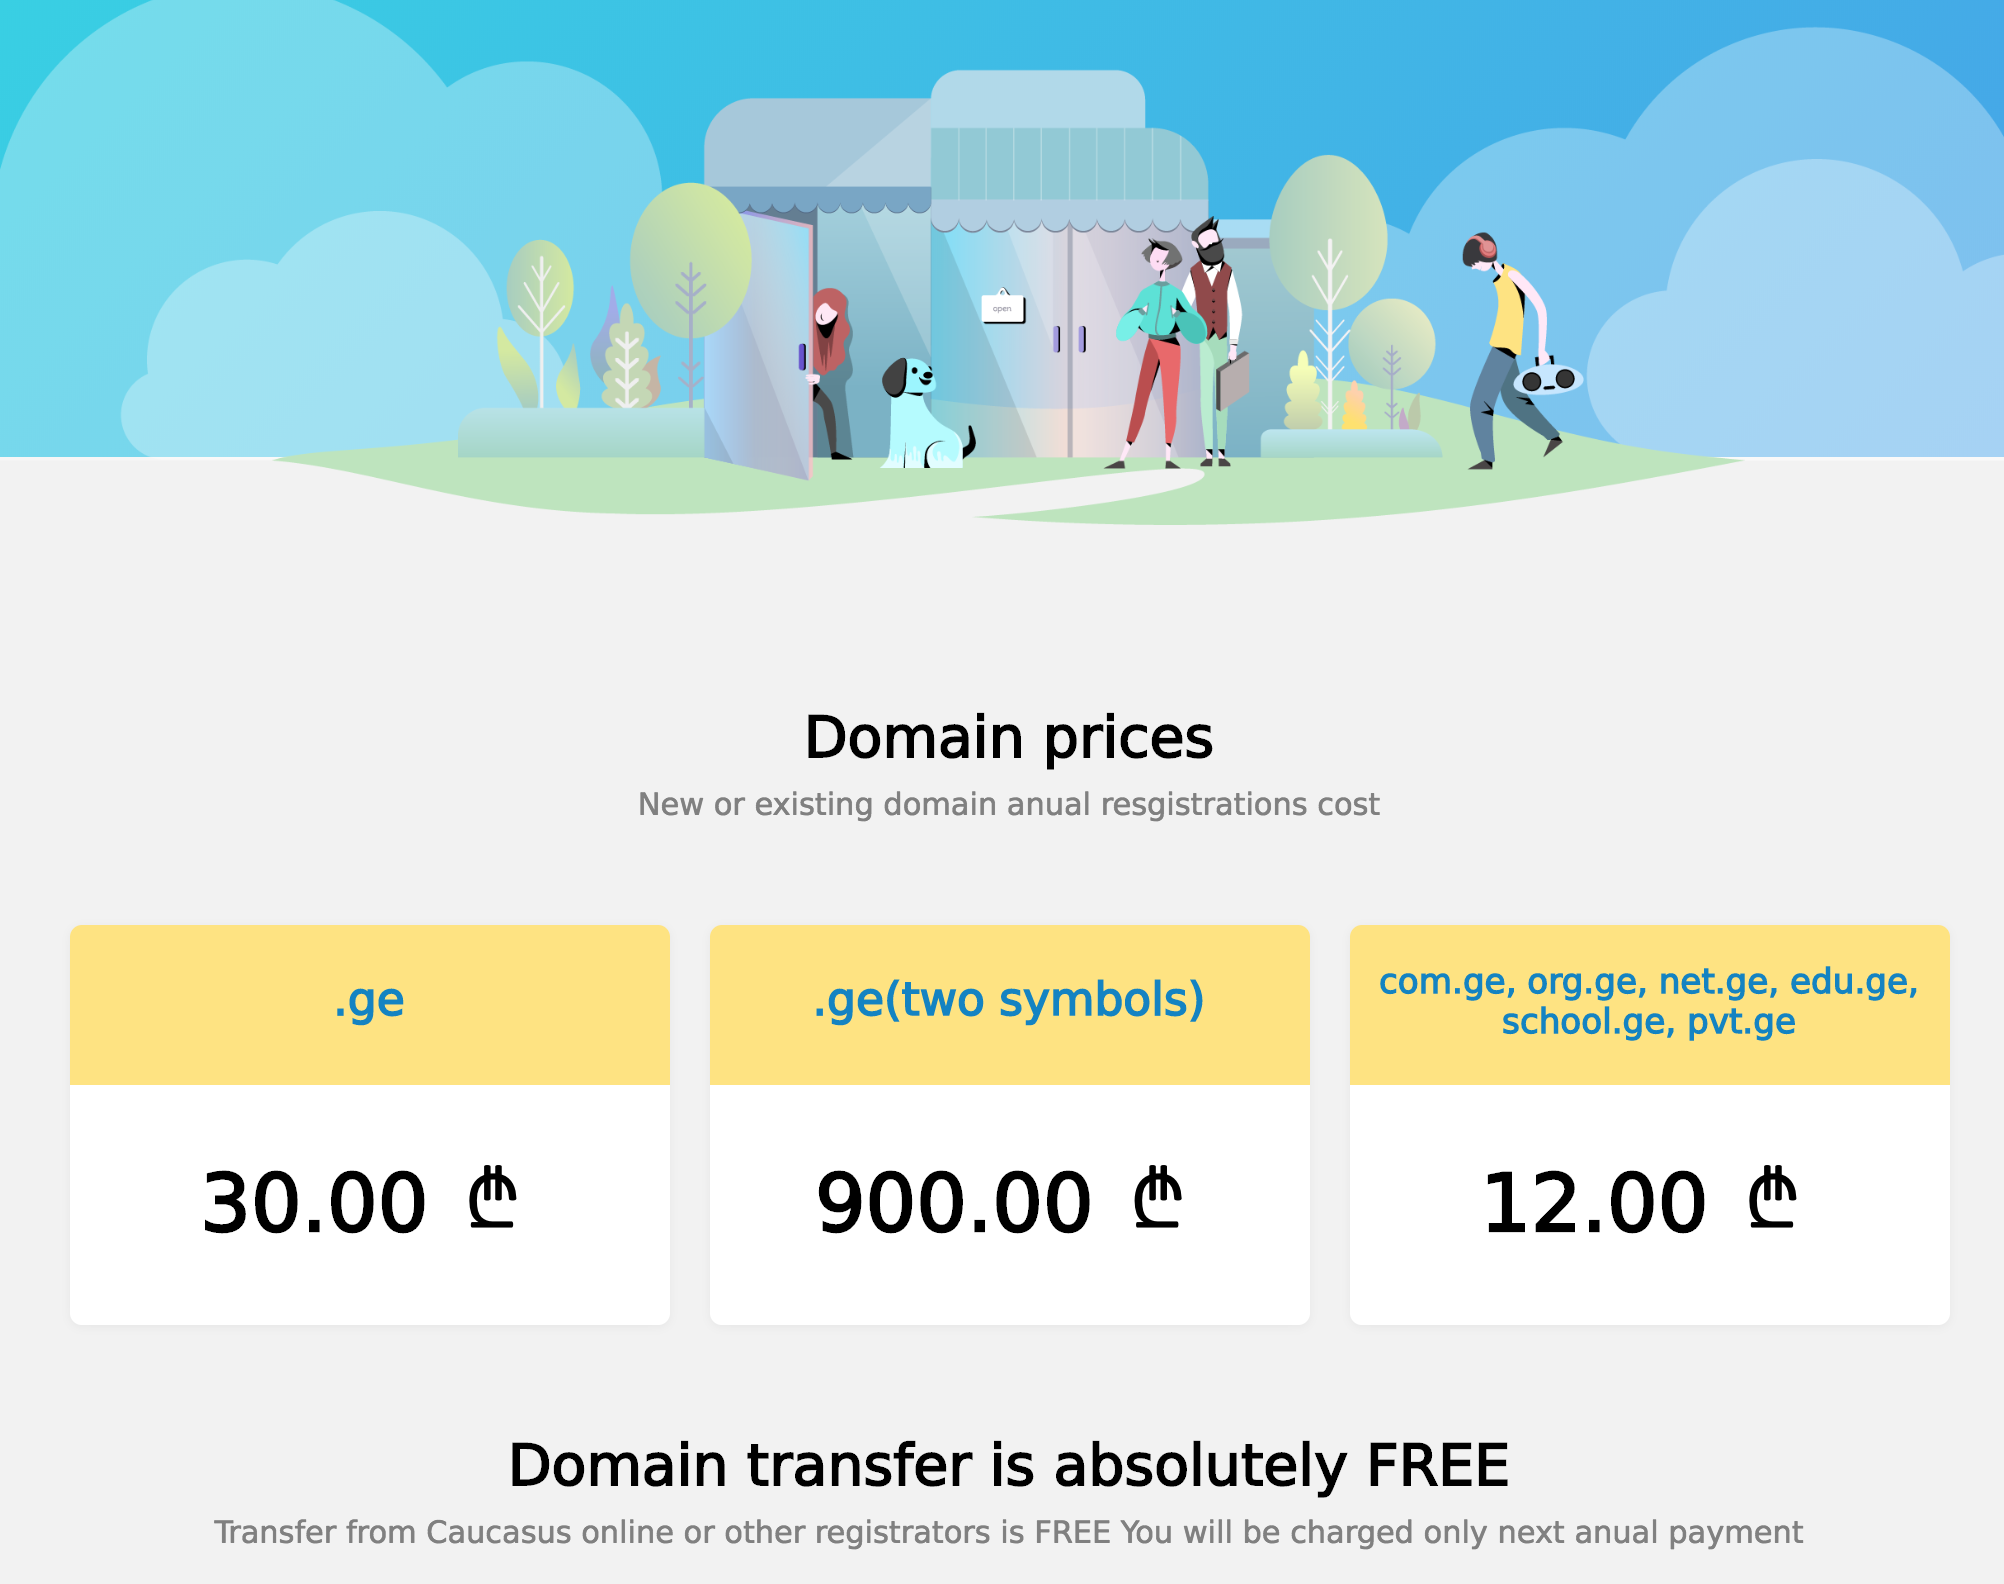 open
Domain prices
New or existing domain anual resgistrations cost
.ge
.ge(two symbols)
com.ge, org.ge, net.ge, edu.ge,
school.ge, pvt.ge
30.00 ₾
900.00 ₾
12.00 ₾
Domain transfer is absolutely FREE
Transfer from Caucasus online or other registrators is FREE You will be charged only next anual payment